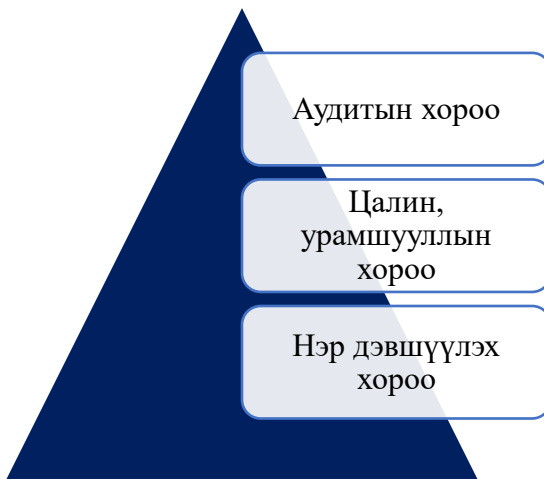 Аудитын хороо
Цалин,
урамшууллын
хороо
Нэр дэвшүүлэх
хороо